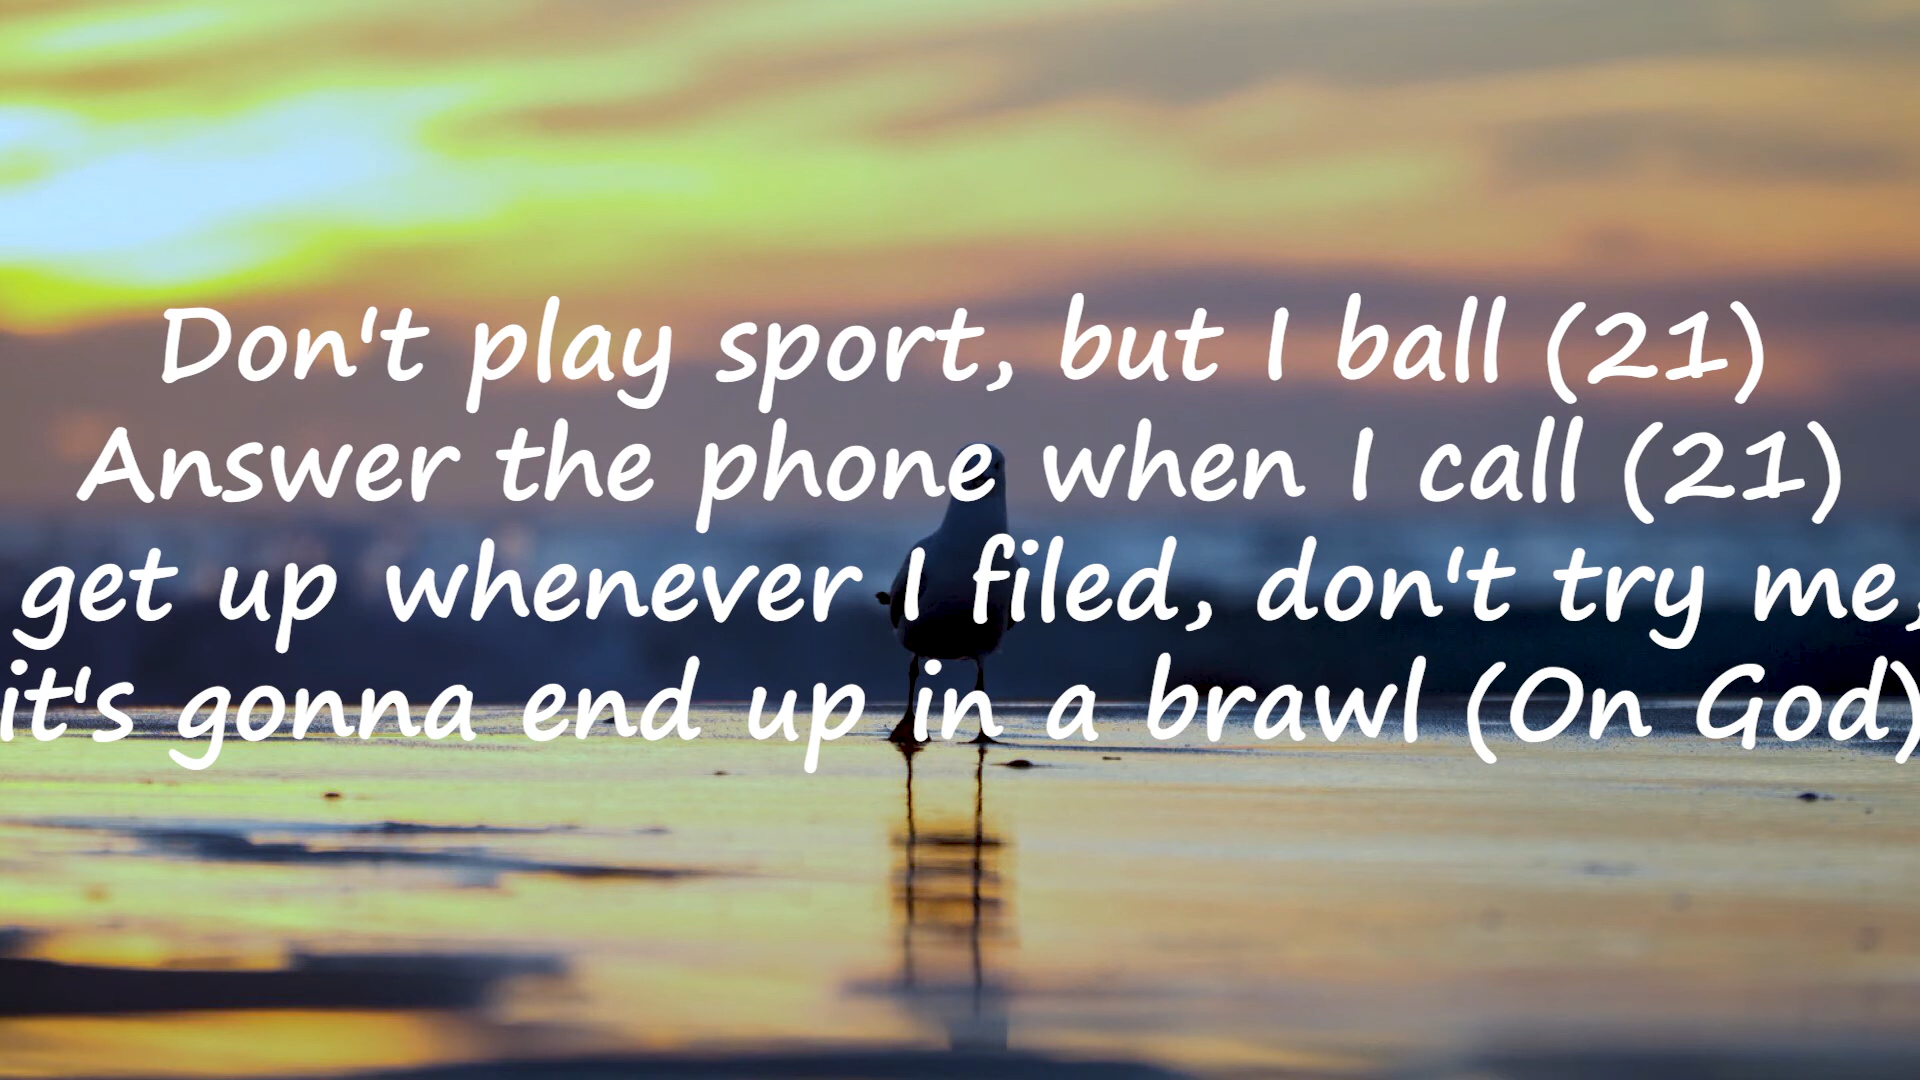 Don't play sport, but I ball (21)
Answer the phone when I call (21)
get up whenever I filed, don't try me,
it's gonna end up in a brawl (On God)